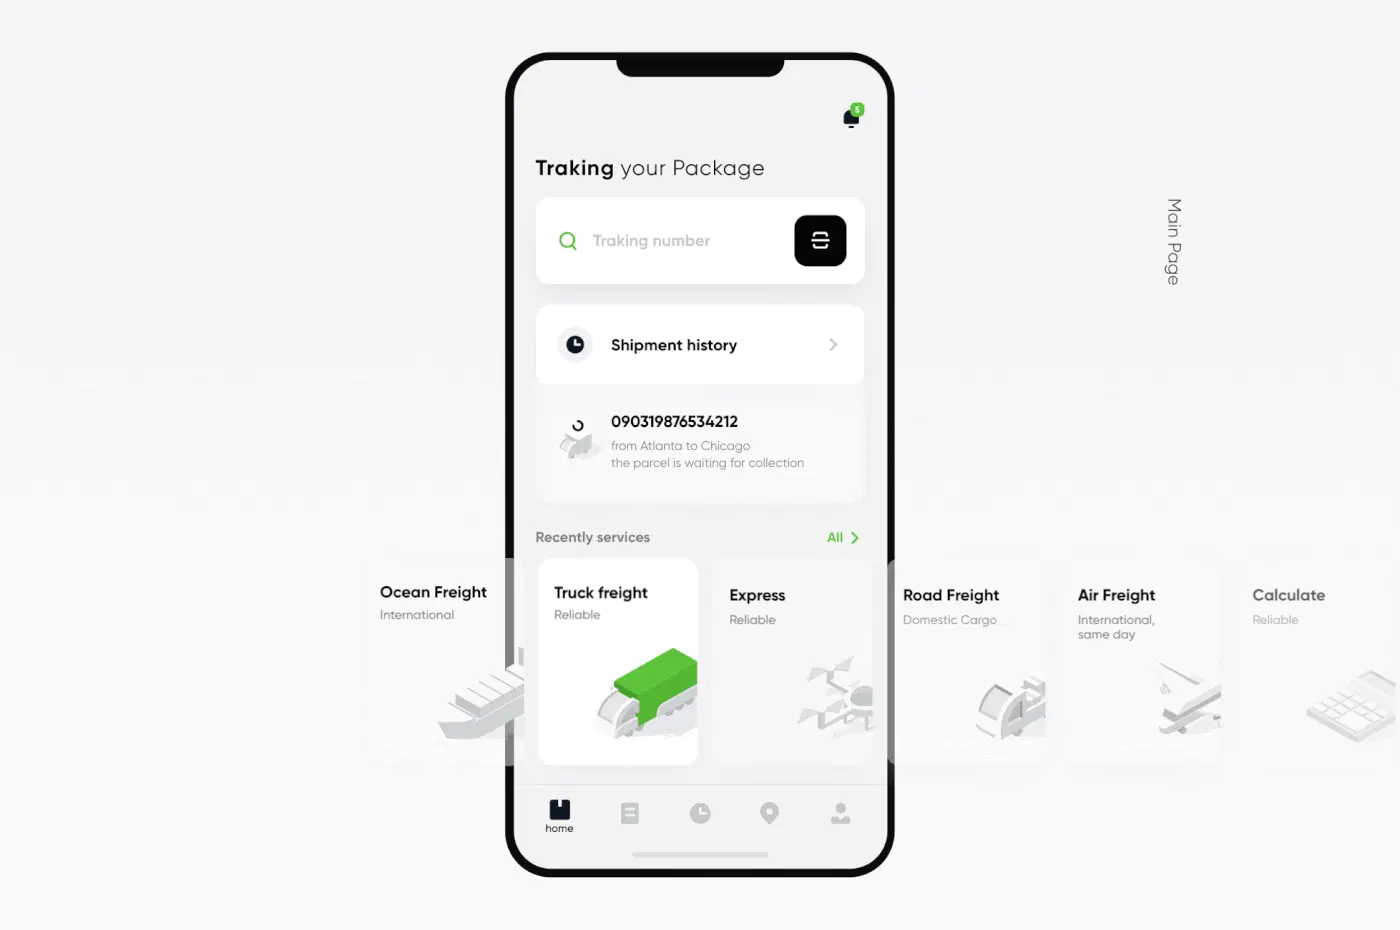 5
Traking your Package
Main Page
Traking number
Shipment history
090319876534212
from Atlanta to Chicago
the parcel is waiting for collection
Recently services
All
Ocean Freight
International
Truck freight
Reliable
Express
Reliable
Road Freight
Domestic Cargo
Air Freight
International,
same day
Calculate
Reliable
home